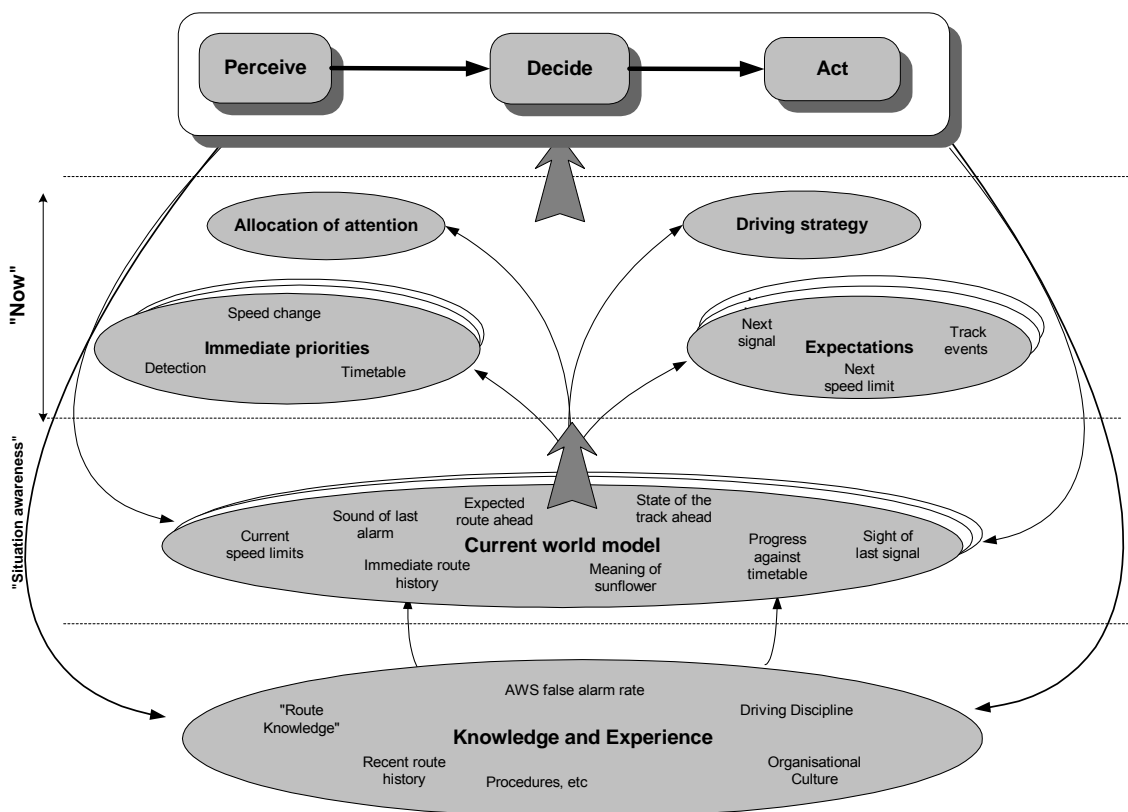 Perceive
Decide
Act
"Now"
Allocation of attention
Driving strategy
Speed change
Immediate priorities
Detection
Timetable
Next
signal
Expectations
Track
events
Next
speed limit
"Situation awareness"
Current
speed limits
Sound of last
alarm
Expected
route ahead
State of the
track ahead
Current world model
Immediate route
history
Meaning of
sunflower
Progress
against
timetable
Sight of
last signal
AWS false alarm rate
"Route
Knowledge"
Driving Discipline
Knowledge and Experience
Recent route
history
Procedures, etc
Organisational
Culture